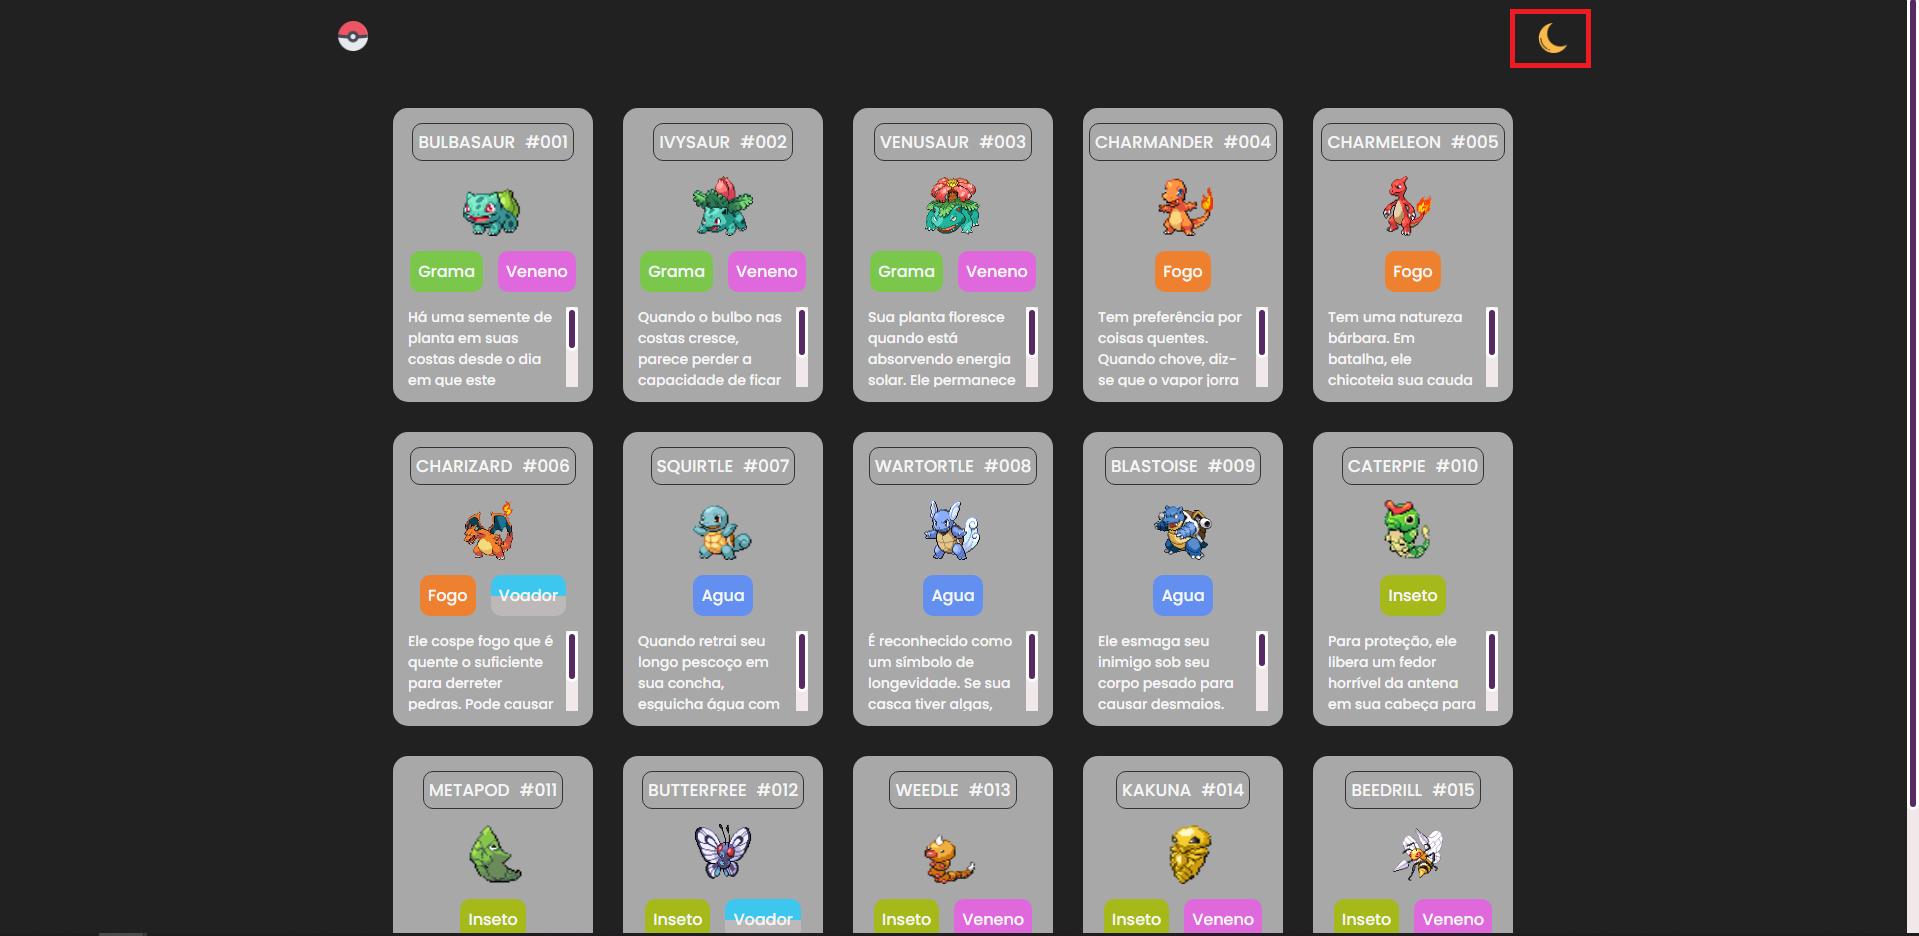 BULBASAUR #001
Grama Veneno
Há uma semente de
planta em suas
costas desde o dia
em que este
IVYSAUR #002
Grama Veneno
Quando o bulbo nas
costas cresce,
parece perder a
capacidade de ficar
VENUSAUR #003
Grama Veneno
Sua planta floresce
quando está
absorvendo energia
solar. Ele permanece
CHARMANDER #004
Fogo
Tem preferência por
coisas quentes.
Quando chove, diz-
se que o vapor jorra
CHARMELEON #005
Fogo
Tem uma natureza
bárbara. Em
batalha, ele
chicoteia sua cauda
CHARIZARD #006
Fogo Voador
Ele cospe fogo que é
quente o suficiente
para derreter
pedras. Pode causar
SQUIRTLE #007
Agua
Quando retrai seu
longo pescoço em
sua concha,
esguicha água com
WARTORTLE #008
Agua
É reconhecido como
um símbolo de
longevidade. Se sua
casca tiver algas,
BLASTOISE #009
Agua
Ele esmaga seu
inimigo sob seu
corpo pesado para
causar desmaios.
CATERPIE #010
Inseto
Para proteção, ele
libera um fedor
horrível da antena
em sua cabeça para
METAPOD #011
Inseto
BUTTERFREE #012
Inseto Voador
WEEDLE #013
Inseto Veneno
KAKUNA #014
Inseto Veneno
BEEDRILL #015
Inseto Veneno